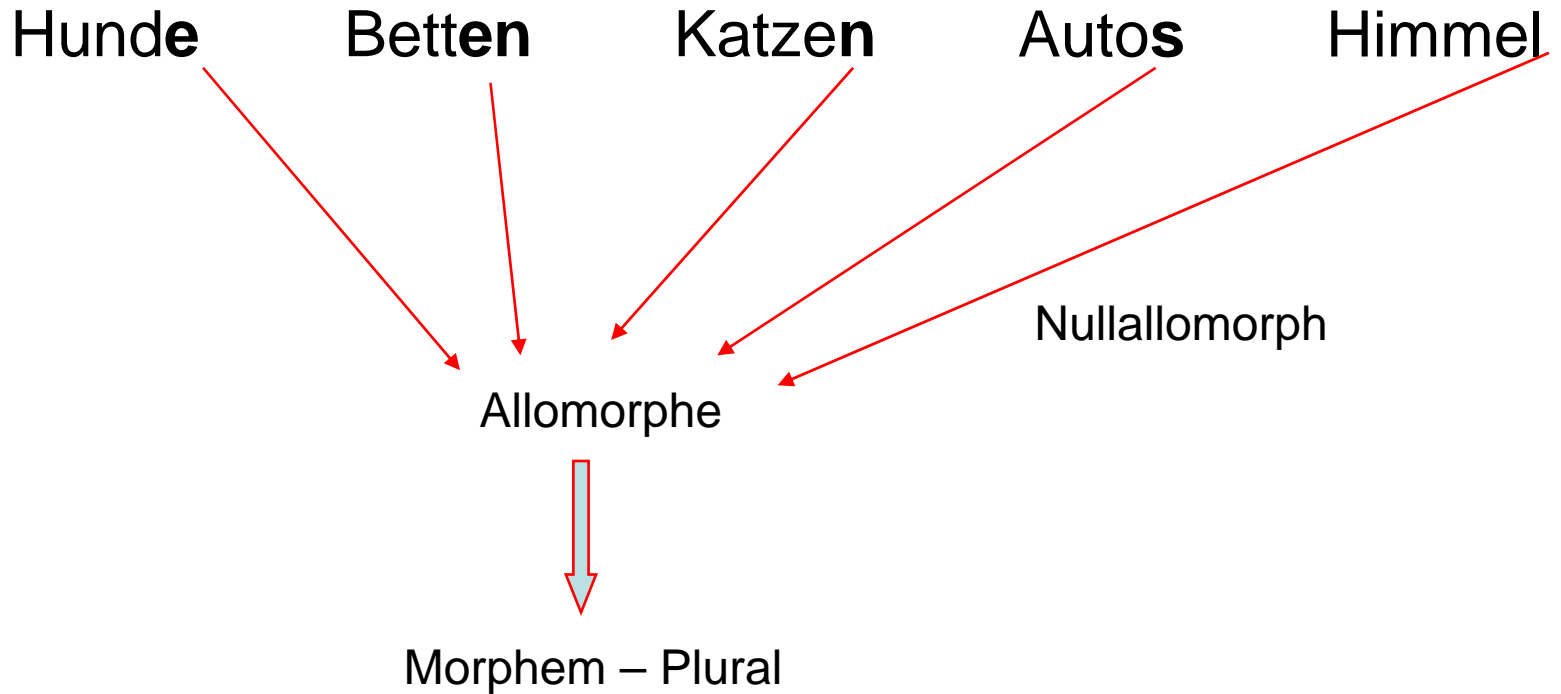 Hunde Betten Katzen Autos Himmel
Nullallomorph
Allomorphe
Morphem – Plural